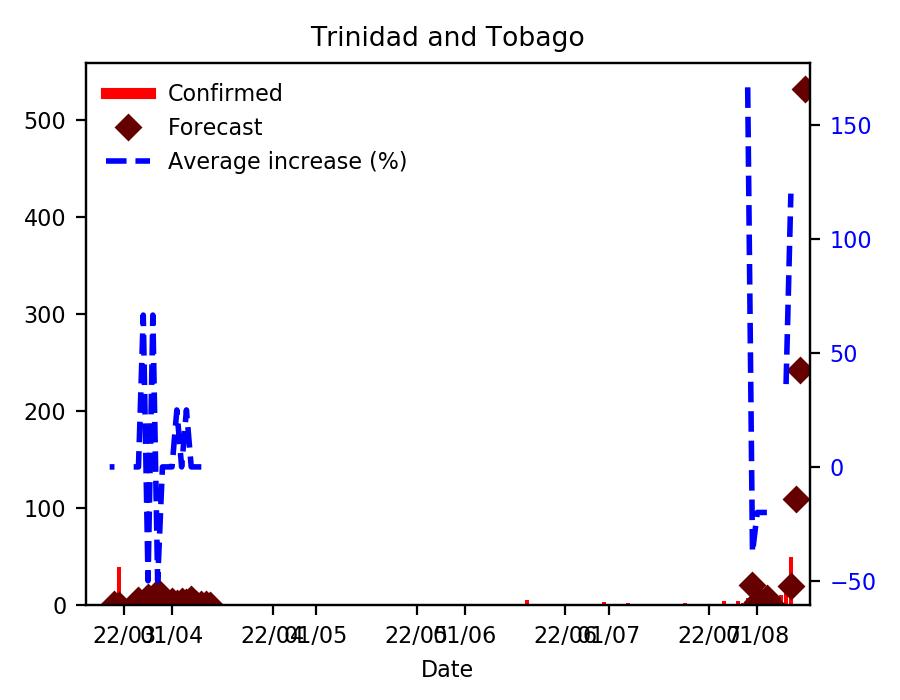 Trinidad and Tobago
Confirmed
Forecast
Average increase (%)
500
400
300
200
100
0
150
100
50
0
−50
22/03 01/04 22/04 01/05 22/05 01/06 22/06 01/07 22/07 01/08
Date